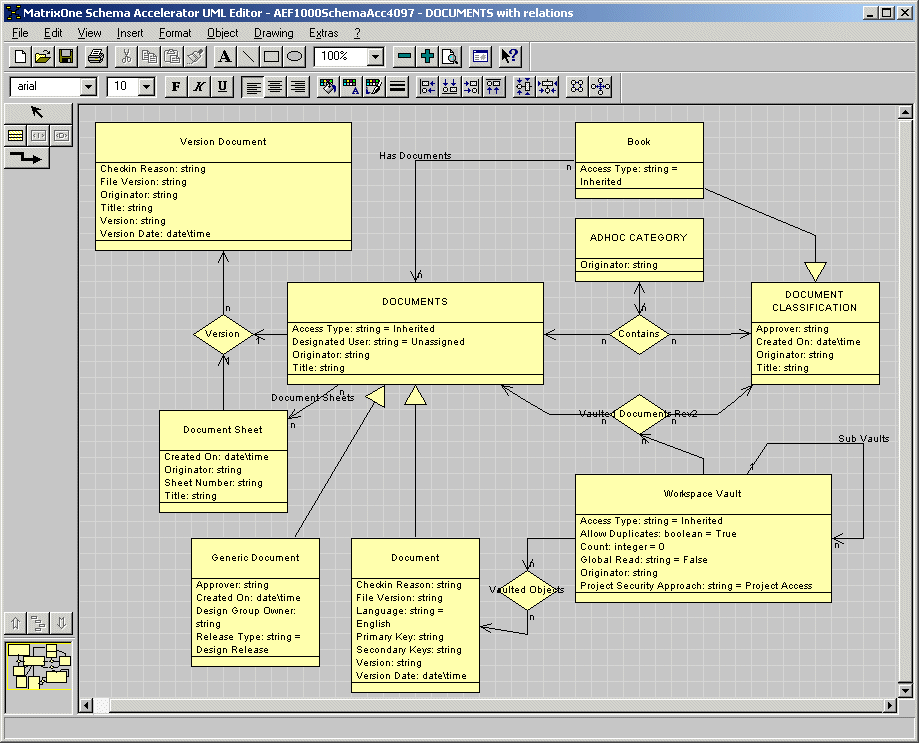 MatrixOne Schema Accelerator UML Editor - AEF1000SchemaAcc4097 - DOCUMENTS with relations
File Edit View Insert Format Object Drawing Extras ?
A 100%
arial 10 F K U
Version Document
Checkin Reason: string
File Version: string
Originator: string
Title: string
Version: string
Version Date: date\time
Has Documents
n
n
Book
Access Type: string =
Inherited
ADHOC CATEGORY
Originator: string
DOCUMENTS
Access Type: string = Inherited
Designated User: string = Unassigned
Originator: string
Title: string
DOCUMENT
CLASSIFICATION
Approver: string
Created On: date\time
Originator: string
Title: string
n
Version
1
1
n
n Contains n
Document Sheets
n
n
Vaulted Documents Rev2
n n
n
Document Sheet
Created On: date\time
Originator: string
Sheet Number: string
Title: string
Sub Vaults
1
n
Workspace Vault
Access Type: string = Inherited
Allow Duplicates: boolean = True
Count: integer = 0
Global Read: string = False
Originator: string
Project Security Approach: string = Project Access
Generic Document
Approver: string
Created On: date\time
Design Group Owner:
string
Release Type: string =
Design Release
Document
Checkin Reason: string
File Version: string
Language: string =
English
Primary Key: string
Secondary Keys: string
Version: string
Version Date: date\time
n
Vaulted Objects
n